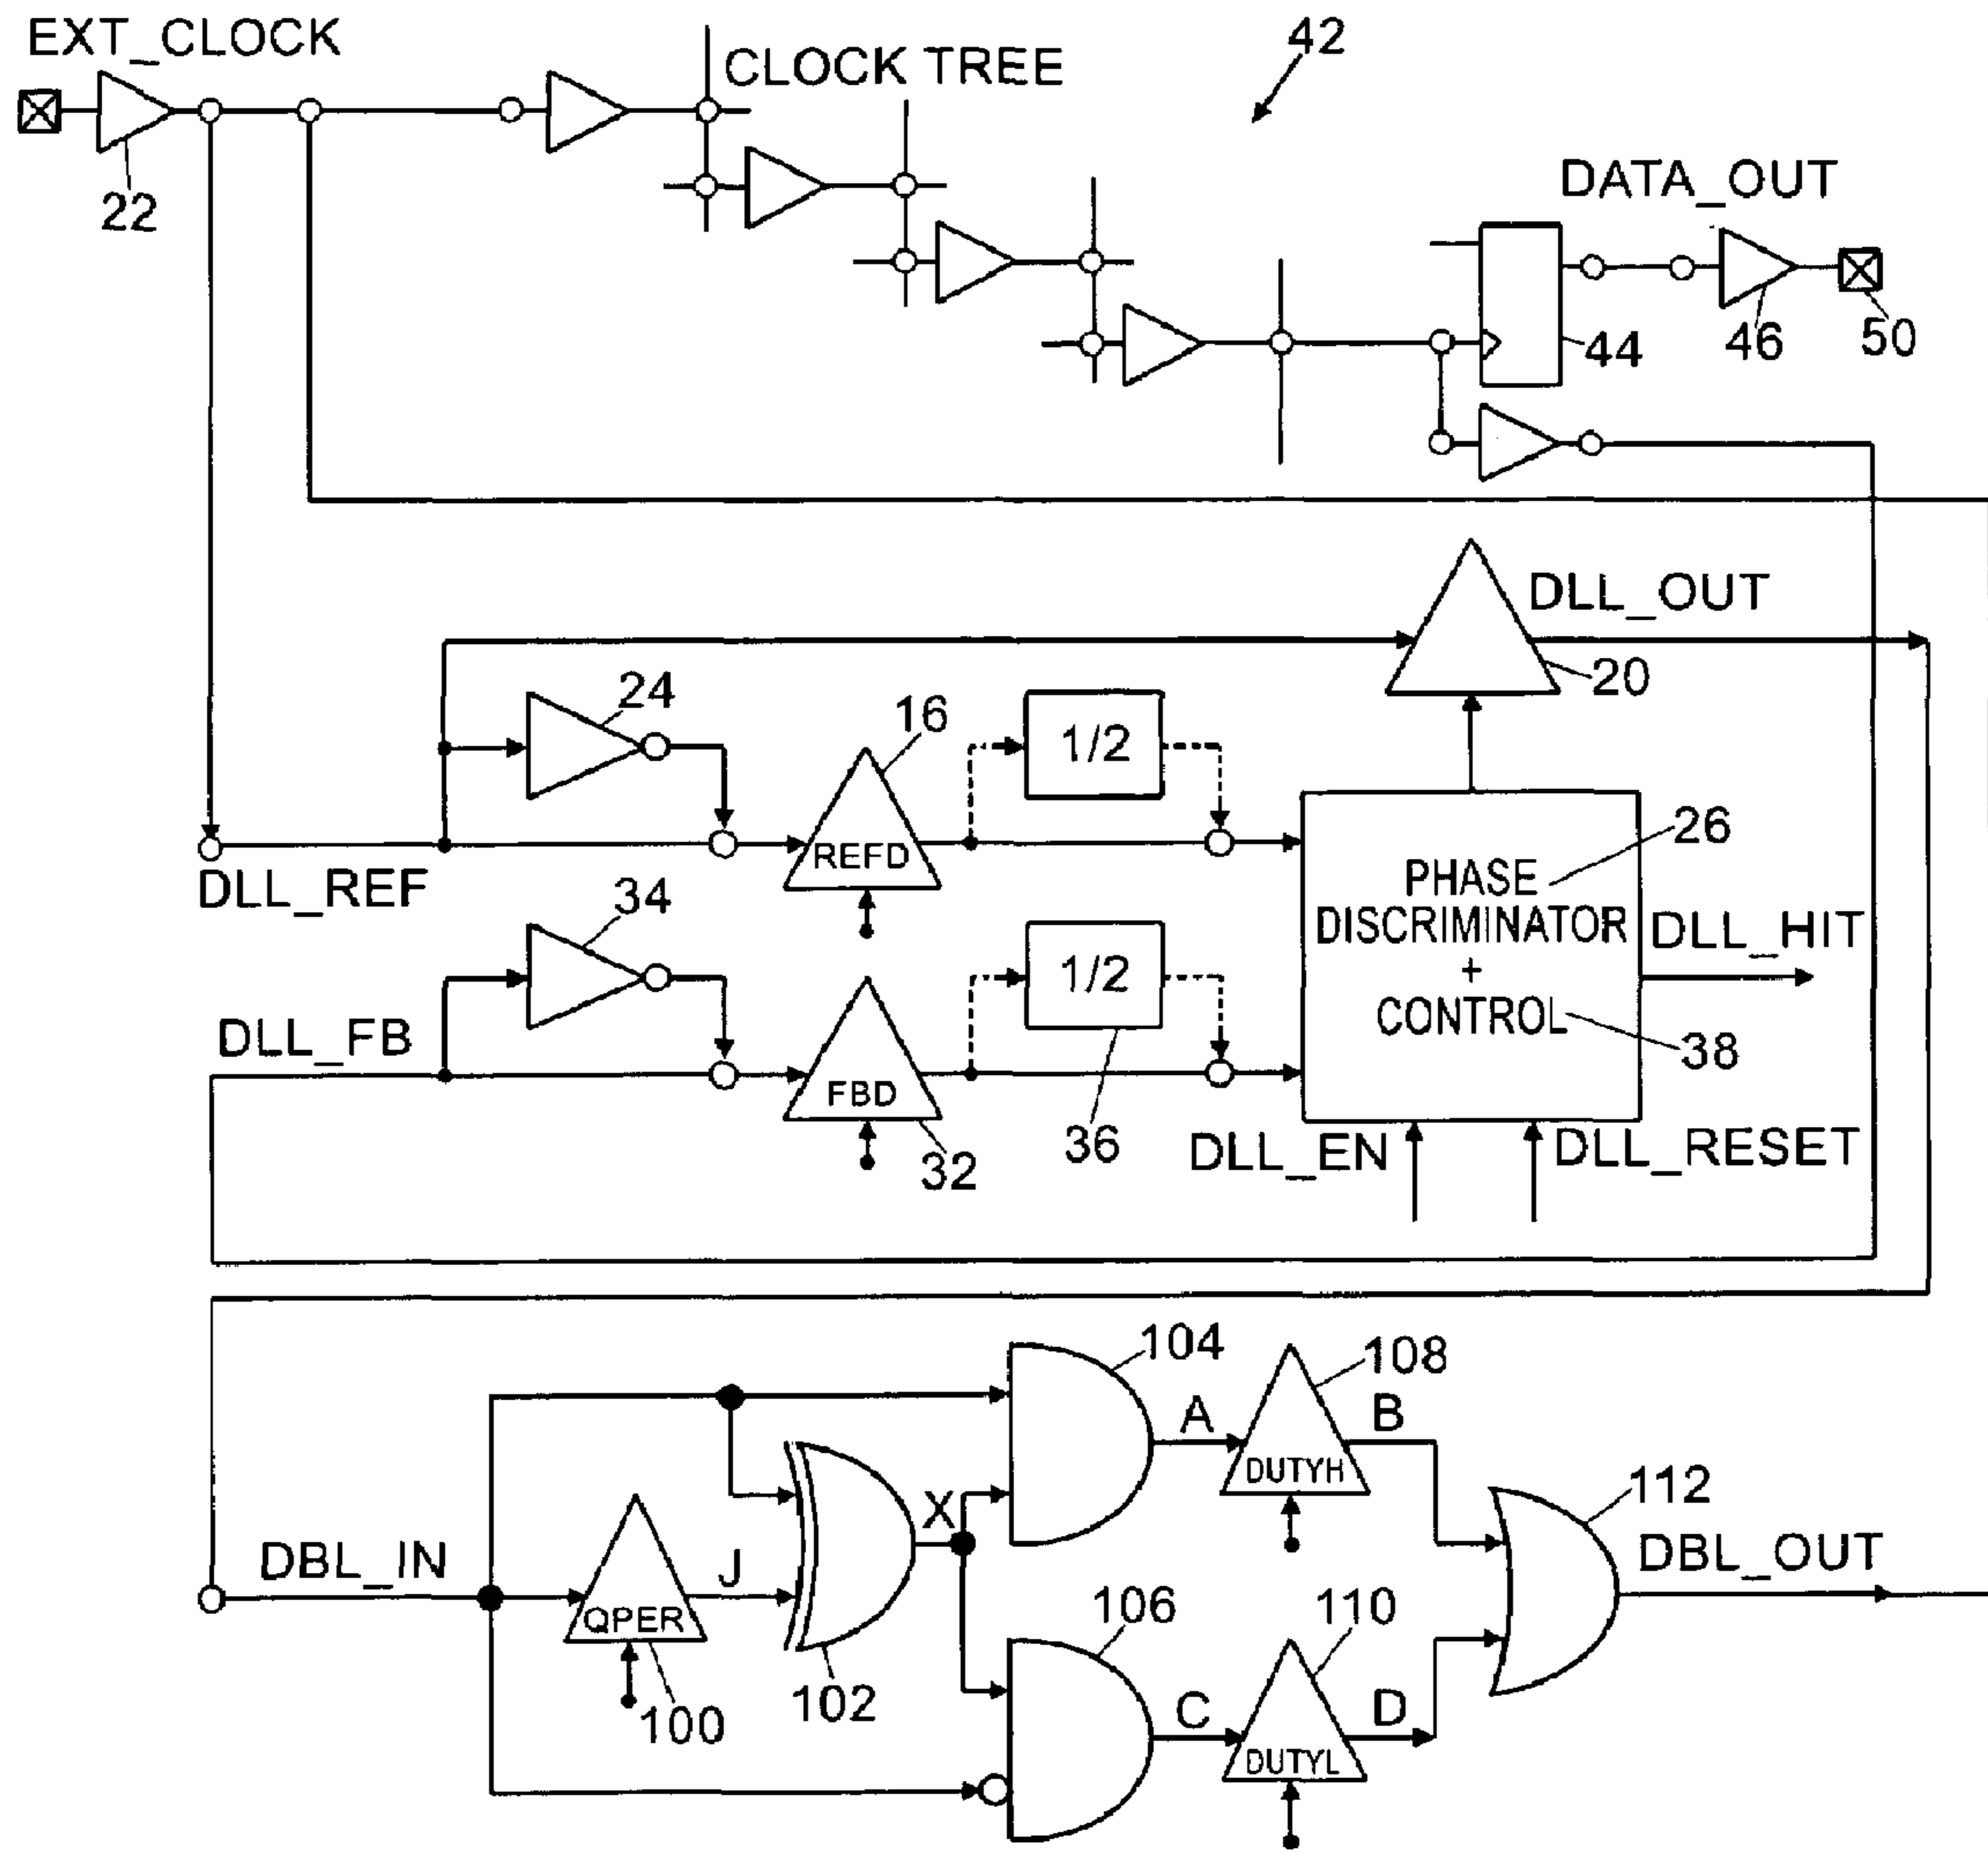 EXT_CLOCK
CLOCK TREE
42
22
DATA_OUT
44
46
50
DLL_OUT
20
24
16
1/2
REFD
DLL_REF
26
PHASE
DISCRIMINATOR
+
CONTROL
38
DLL_HIT
34
1/2
DLL_FB
FBD
32
36
DLL_EN
DLL_RESET
104
108
A
B
DUTYH
112
DBL_IN
QPER
J
X
102
100
106
110
C
D
DUTYL
DBL_OUT